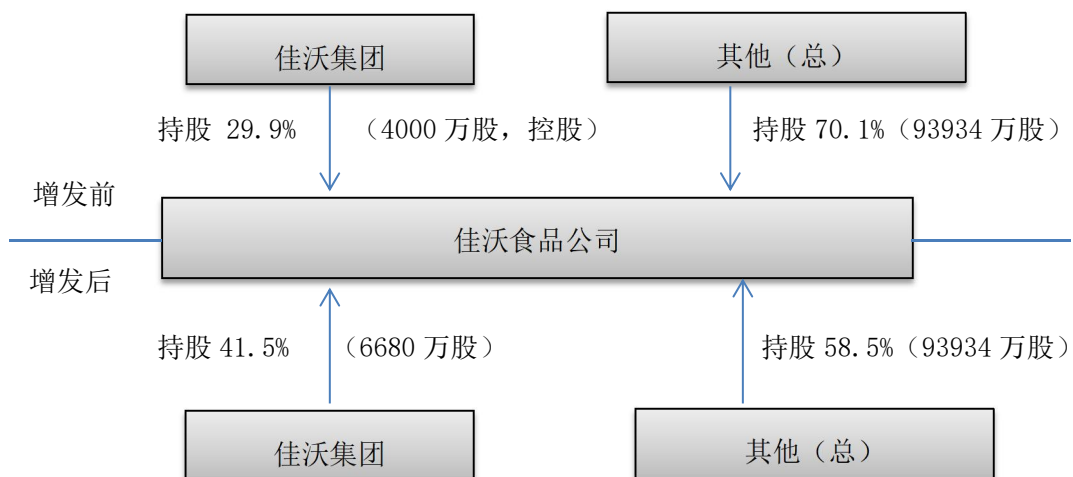 佳沃集团
其他（总）
持股 29.9% （4000 万股，控股）
持股 70.1%（93934 万股）
增发前
佳沃食品公司
增发后
持股 41.5% （6680 万股）
持股 58.5%（93934 万股）
佳沃集团
其他（总）